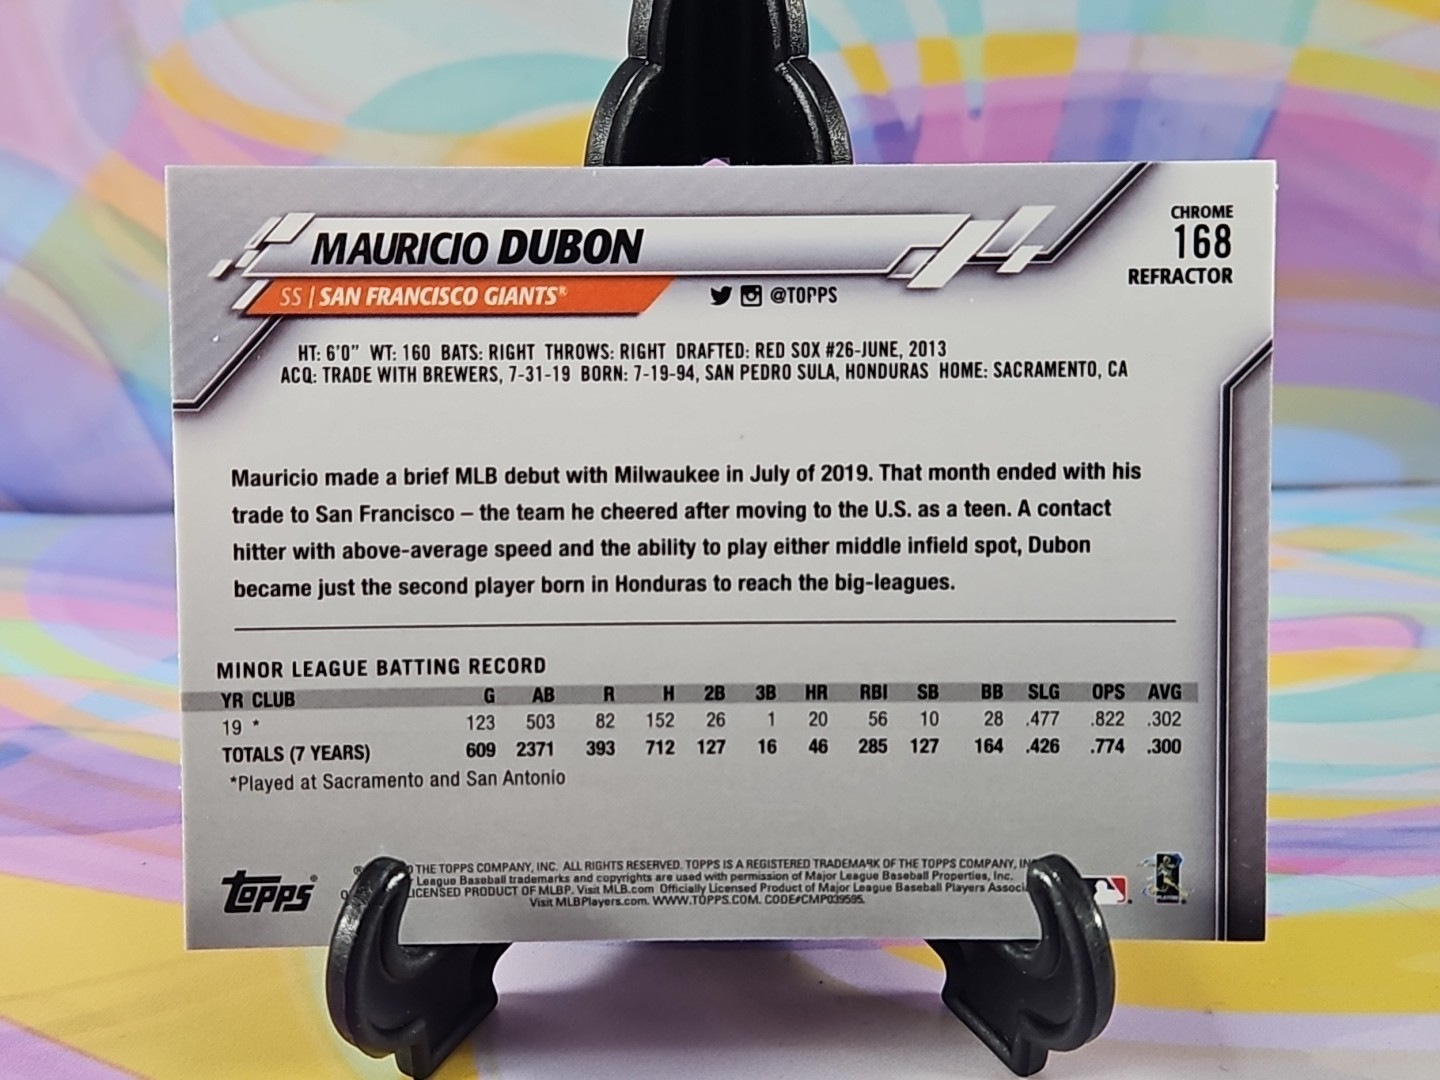 MAURICIO DUBON
SS | SAN FRANCISCO GIANTS®
@TOPPS
CHROME
168
REFRACTOR
HT: 6'0" WT: 160 BATS: RIGHT THROWS: RIGHT DRAFTED: RED SOX #26-JUNE, 2013
ACQ: TRADE WITH BREWERS, 7-31-19 BORN: 7-19-94, SAN PEDRO SULA, HONDURAS HOME: SACRAMENTO, CA
Mauricio made a brief MLB debut with Milwaukee in July of 2019. That month ended with his
trade to San Francisco – the team he cheered after moving to the U.S. as a teen. A contact
hitter with above-average speed and the ability to play either middle infield spot, Dubon
became just the second player born in Honduras to reach the big-leagues.
MINOR LEAGUE BATTING RECORD
YR CLUB G AB R H 2B 3B HR RBI SB BB SLG OPS AVG
19 * 123 503 82 152 26 1 20 56 10 28 .477 .822 .302
TOTALS (7 YEARS) 609 2371 393 712 127 16 46 285 127 164 .426 .774 .300
*Played at Sacramento and San Antonio
TOPPS®
THE TOPPS COMPANY, INC. ALL RIGHTS RESERVED. TOPPS IS A REGISTERED TRADEMARK OF THE TOPPS COMPANY,
League Baseball trademarks and copyrights are used with permission of Major League Baseball Properties, Inc.
PRODUCT OF MLBP. Visit MLB.com Officially Licensed Product of Major League Baseball Players
Visit MLBPlayers.com. WWW.TOPPS.COM. CODE#CMP039595.